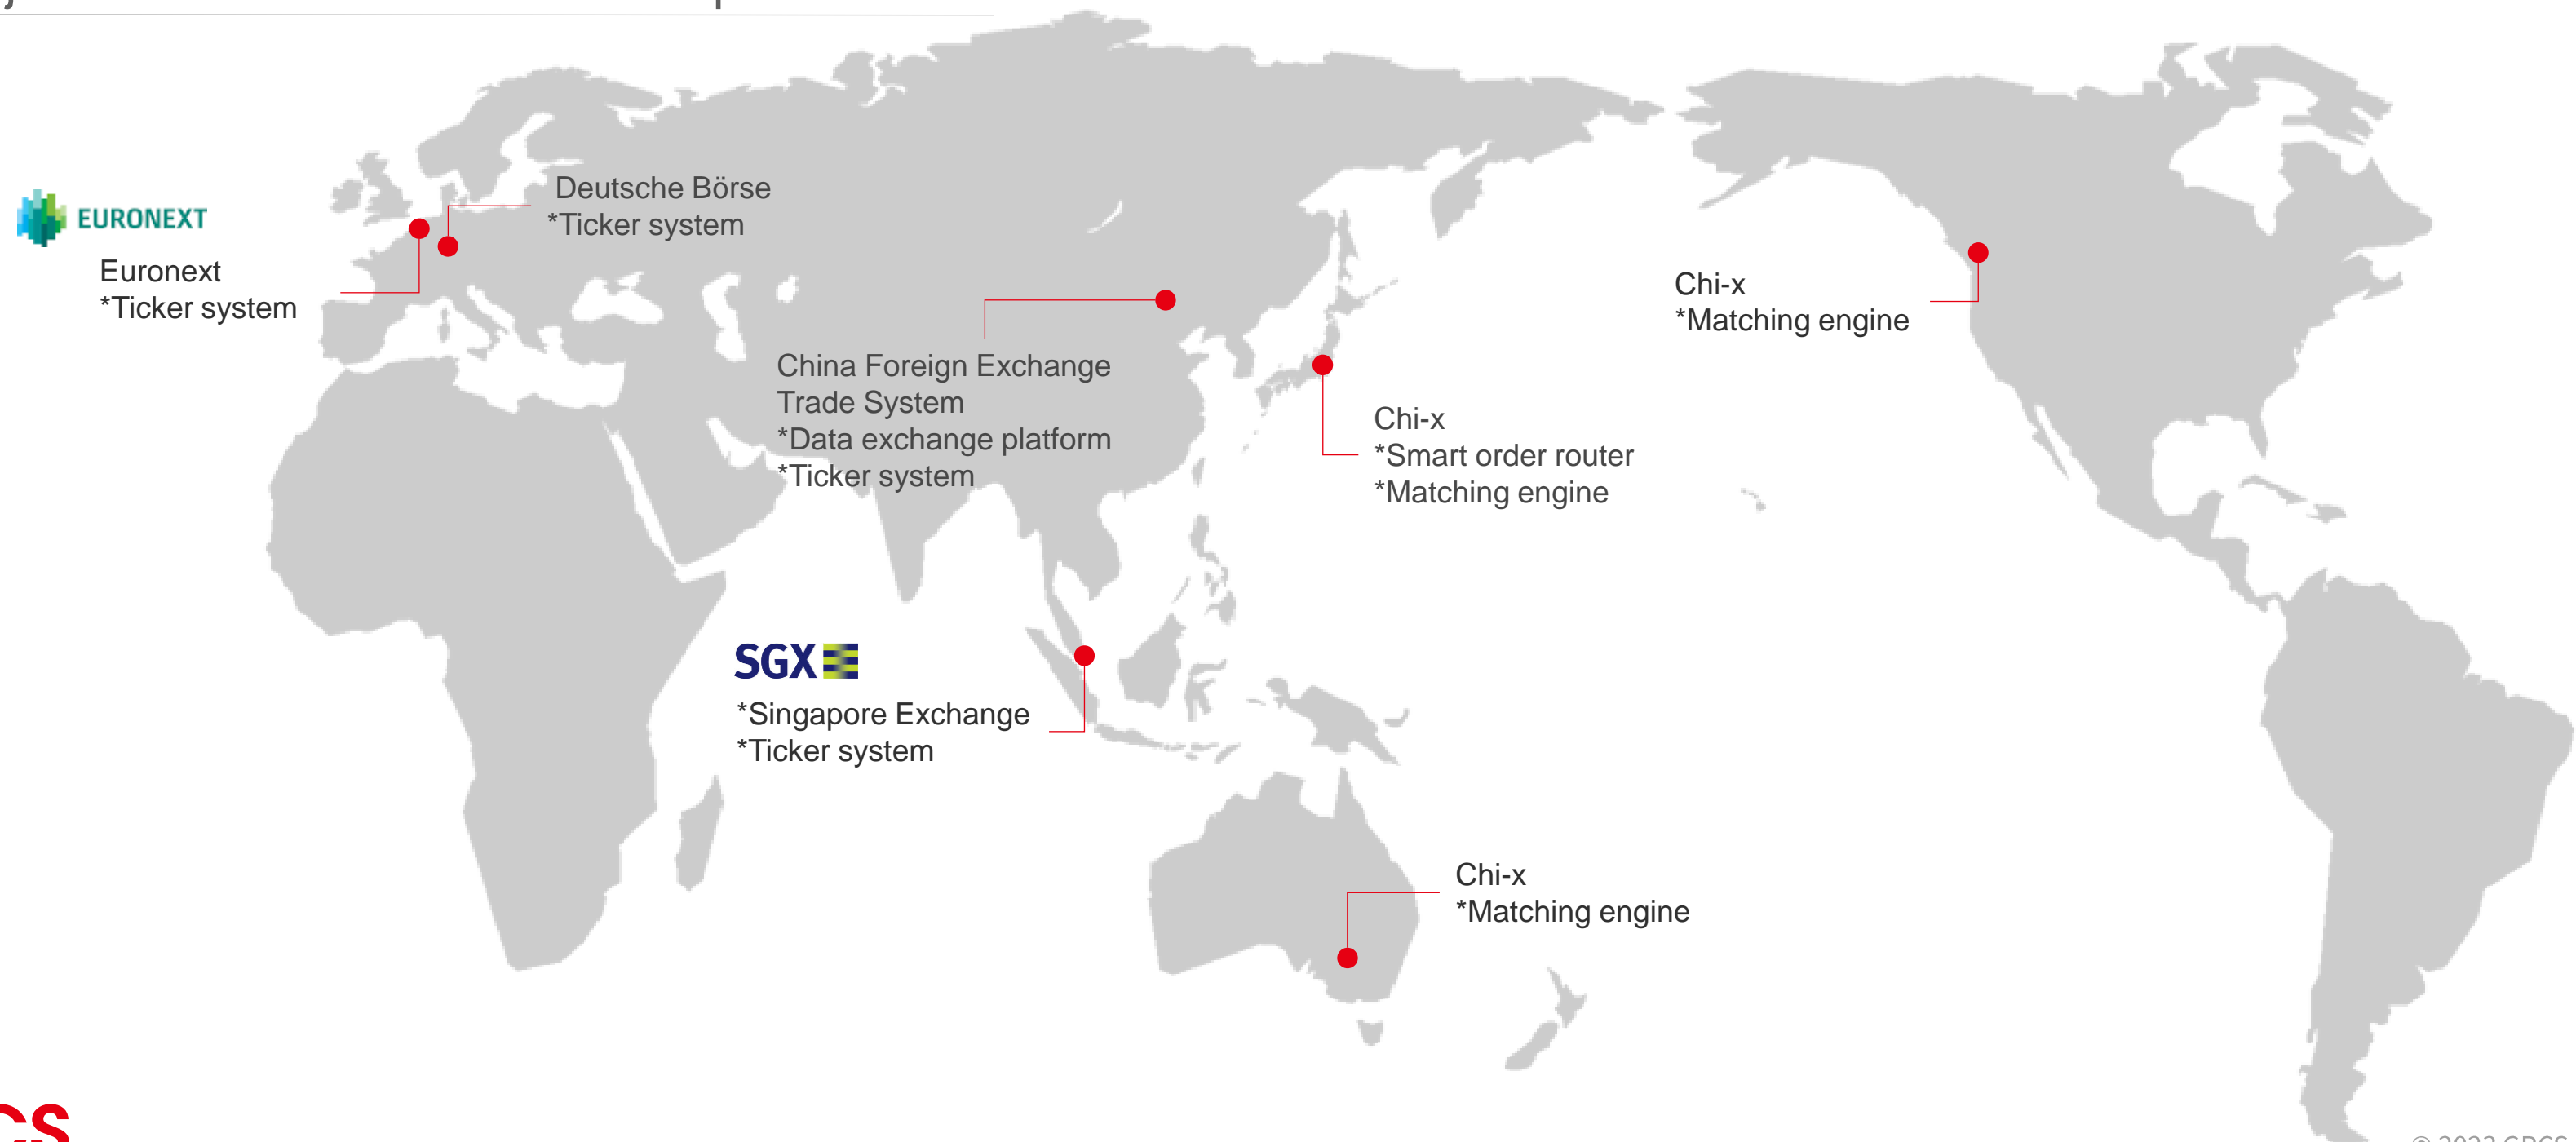 EURONEXT
Euronext
*Ticker system
Deutsche Börse
*Ticker system
China Foreign Exchange
Trade System
*Data exchange platform
*Ticker system
Chi-x
*Smart order router
*Matching engine
Chi-x
*Matching engine
SGX
*Singapore Exchange
*Ticker system
Chi-x
*Matching engine
CS